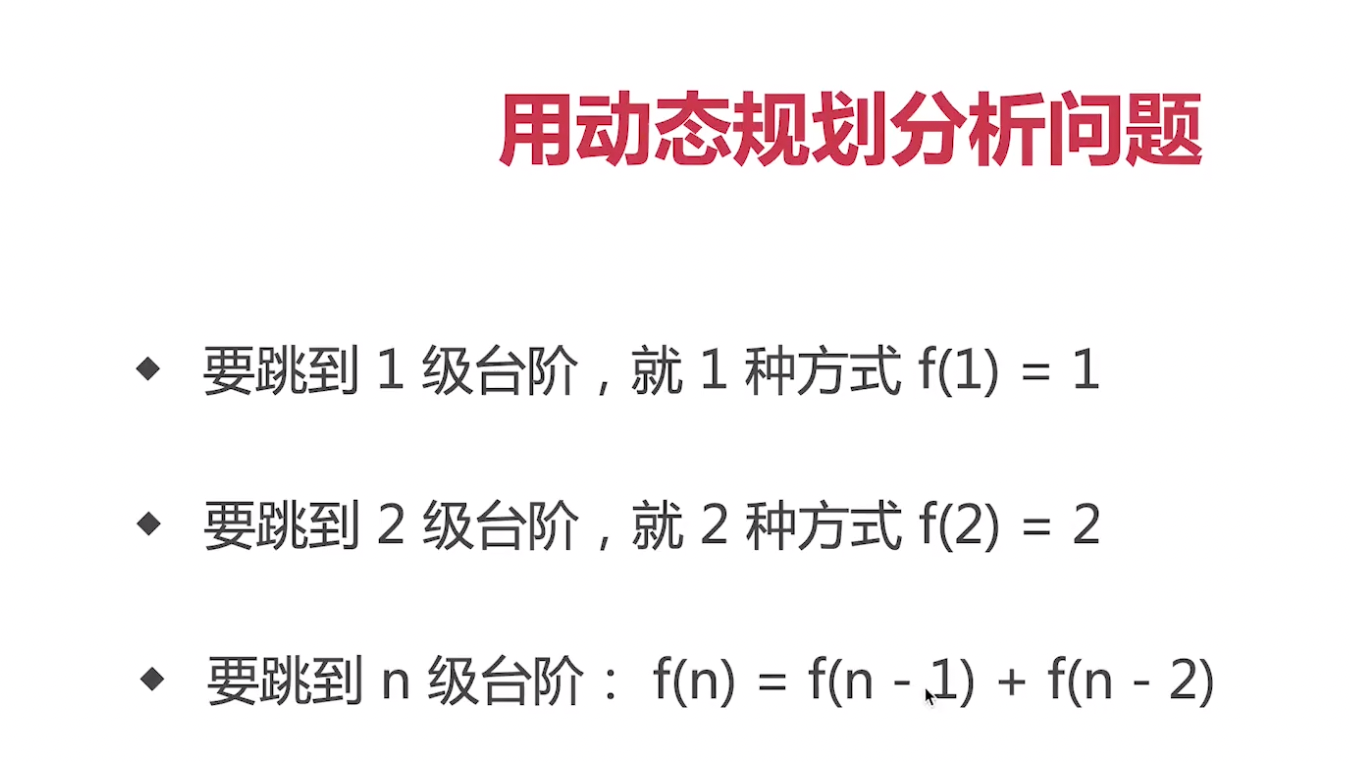 用动态规划分析问题
◆ 要跳到 1 级台阶，就 1 种方式 f(1) = 1
◆ 要跳到 2 级台阶，就 2 种方式 f(2) = 2
◆ 要跳到 n 级台阶： f(n) = f(n - 1) + f(n - 2)